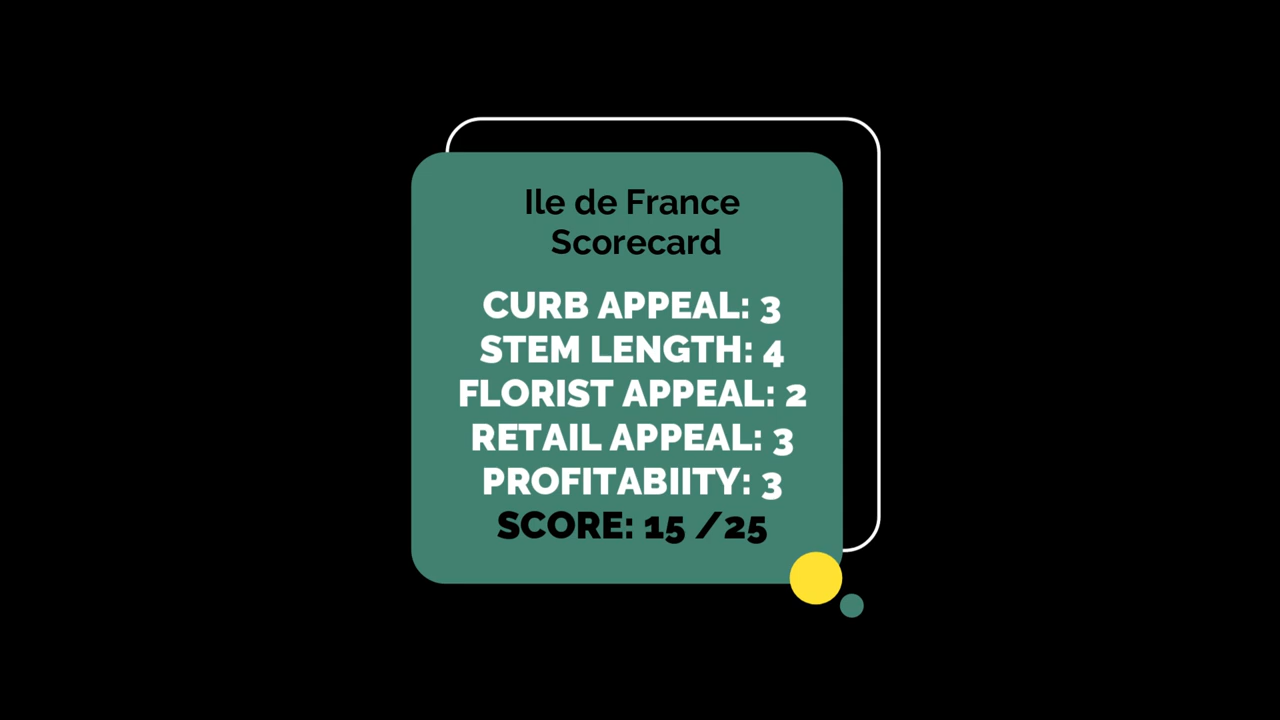 Ile de France
Scorecard
CURB APPEAL: 3
STEM LENGTH: 4
FLORIST APPEAL: 2
RETAIL APPEAL: 3
PROFITABIITY: 3
SCORE: 15 /25